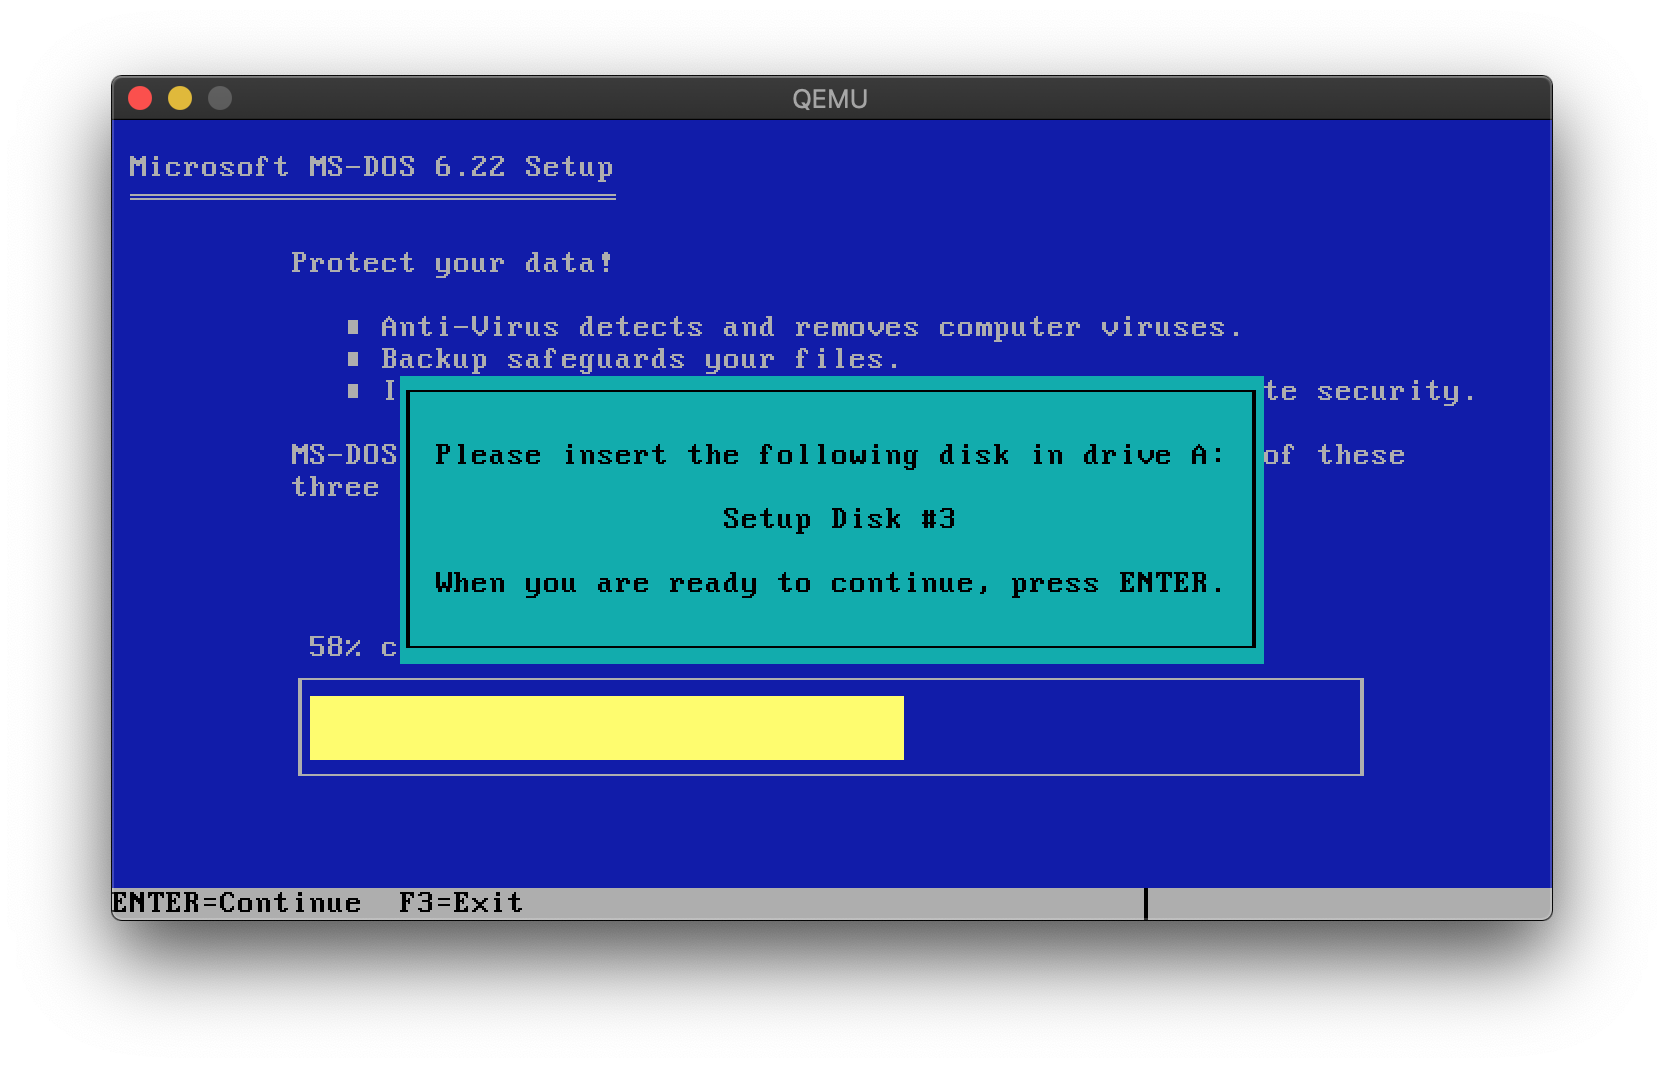 QEMU
Microsoft MS-DOS 6.22 Setup
Protect your data!
Anti-Virus detects and removes computer viruses.
Backup safeguards your files.
te security.
MS-DOS of these
three
Please insert the following disk in drive A:
Setup Disk #3
When you are ready to continue, press ENTER.
58% c
ENTER=Continue F3=Exit